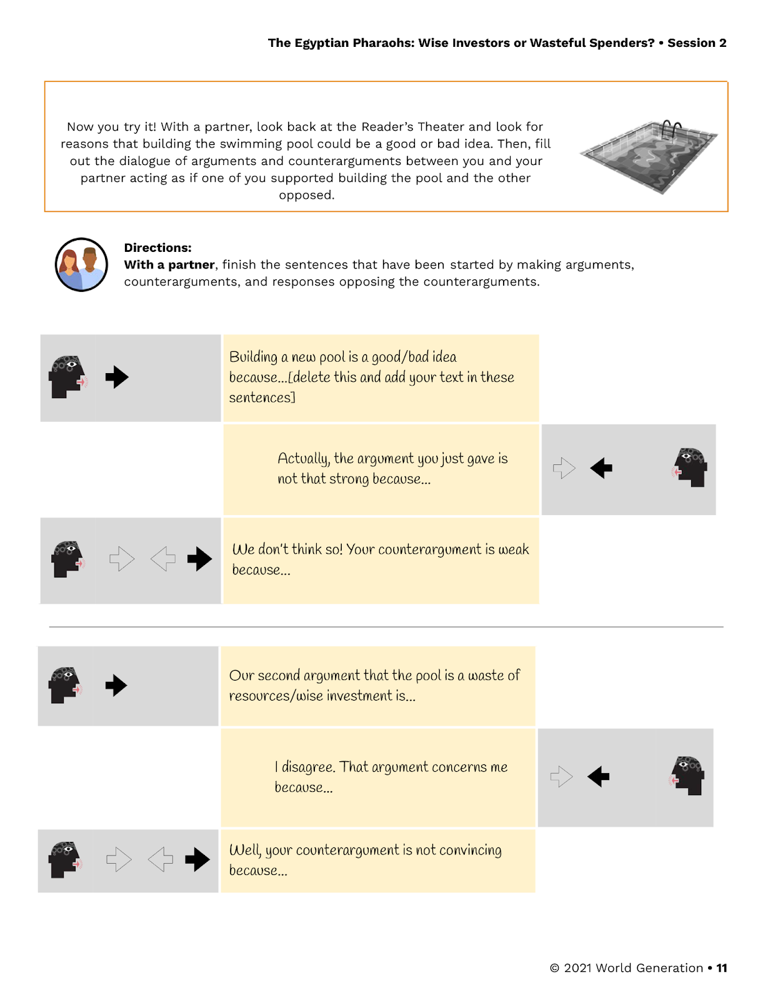 The Egyptian Pharaohs: Wise Investors or Wasteful Spenders? • Session 2
Now you try it! With a partner, look back at the Reader’s Theater and look for
reasons that building the swimming pool could be a good or bad idea. Then, fill
out the dialogue of arguments and counterarguments between you and your
partner acting as if one of you supported building the pool and the other
opposed.
Directions:
With a partner, finish the sentences that have been started by making arguments,
counterarguments, and responses opposing the counterarguments.
Building a new pool is a good/bad idea
because...[delete this and add your text in these
sentences]
Actually, the argument you just gave is
not that strong because...
We don't think so! Your counterargument is weak
because...
Our second argument that the pool is a waste of
resources/wise investment is...
I disagree. That argument concerns me
because...
Well, your counterargument is not convincing
because...
© 2021 World Generation • 11